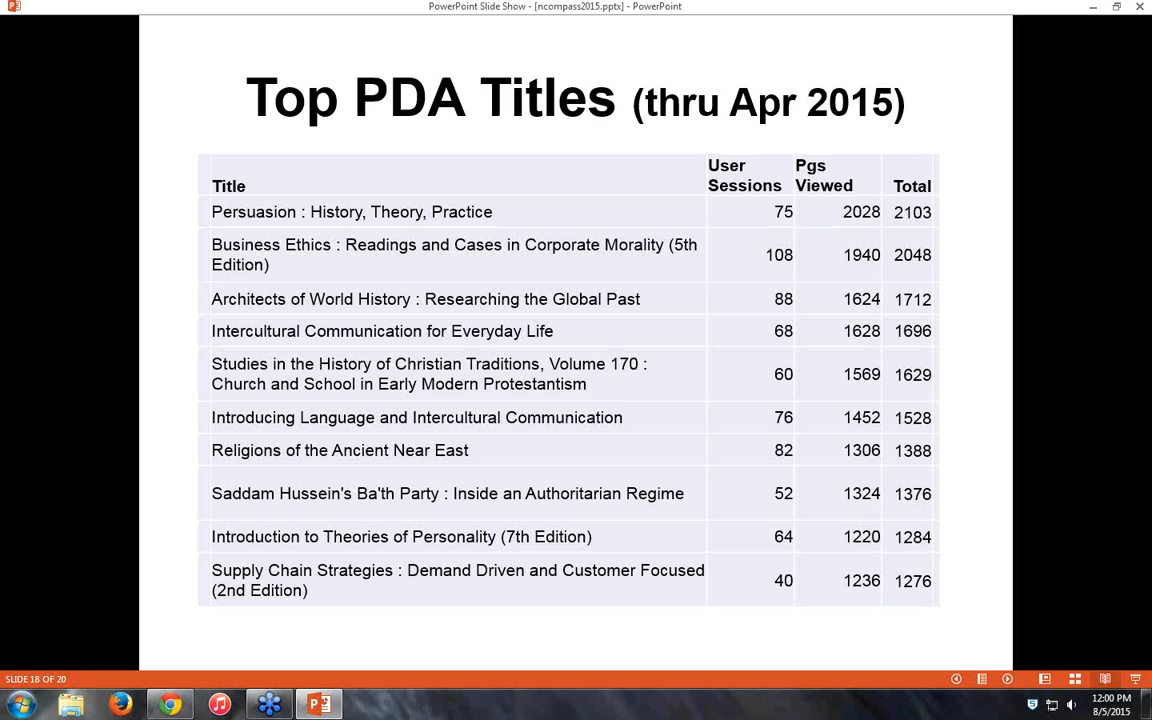 PowerPoint Slide Show - [ncompass2015.pptx] - PowerPoint
Top PDA Titles (thru Apr 2015)
Title User Sessions Pgs Viewed Total
Persuasion : History, Theory, Practice 75 2028 2103
Business Ethics : Readings and Cases in Corporate Morality (5th
Edition) 108 1940 2048
Architects of World History : Researching the Global Past 88 1624 1712
Intercultural Communication for Everyday Life 68 1628 1696
Studies in the History of Christian Traditions, Volume 170 :
Church and School in Early Modern Protestantism 60 1569 1629
Introducing Language and Intercultural Communication 76 1452 1528
Religions of the Ancient Near East 82 1306 1388
Saddam Hussein's Ba'th Party : Inside an Authoritarian Regime 52 1324 1376
Introduction to Theories of Personality (7th Edition) 64 1220 1284
Supply Chain Strategies : Demand Driven and Customer Focused
(2nd Edition) 40 1236 1276
SLIDE 18 OF 20
12:00 PM
8/5/2015